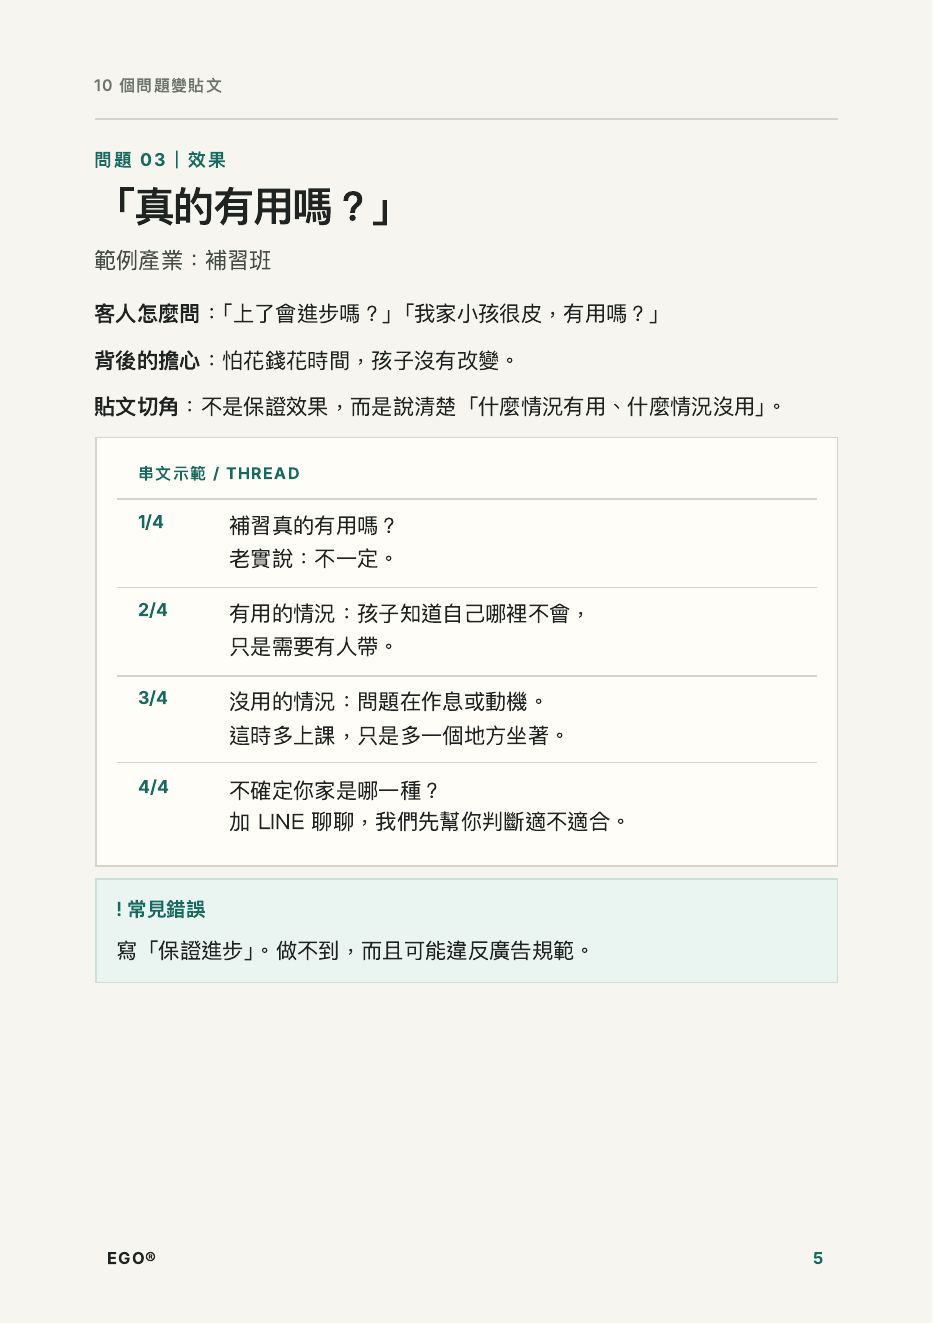 10 個問題變貼文
問題 03｜效果
「真的有用嗎？」
範例產業：補習班
客人怎麼問：「上了會進步嗎？」「我家小孩很皮，有用嗎？」
背後的擔心：怕花錢花時間，孩子沒有改變。
貼文切角：不是保證效果，而是說清楚「什麼情況有用、什麼情況沒用」。
串文示範 / THREAD
1/4
補習真的有用嗎？
老實說：不一定。
2/4
有用的情況：孩子知道自己哪裡不會，
只是需要有人帶。
3/4
沒用的情況：問題在作息或動機。
這時多上課，只是多一個地方坐著。
4/4
不確定你家是哪一種？
加 LINE 聊聊，我們先幫你判斷適不適合。
! 常見錯誤
寫「保證進步」。做不到，而且可能違反廣告規範。
EGO®
5